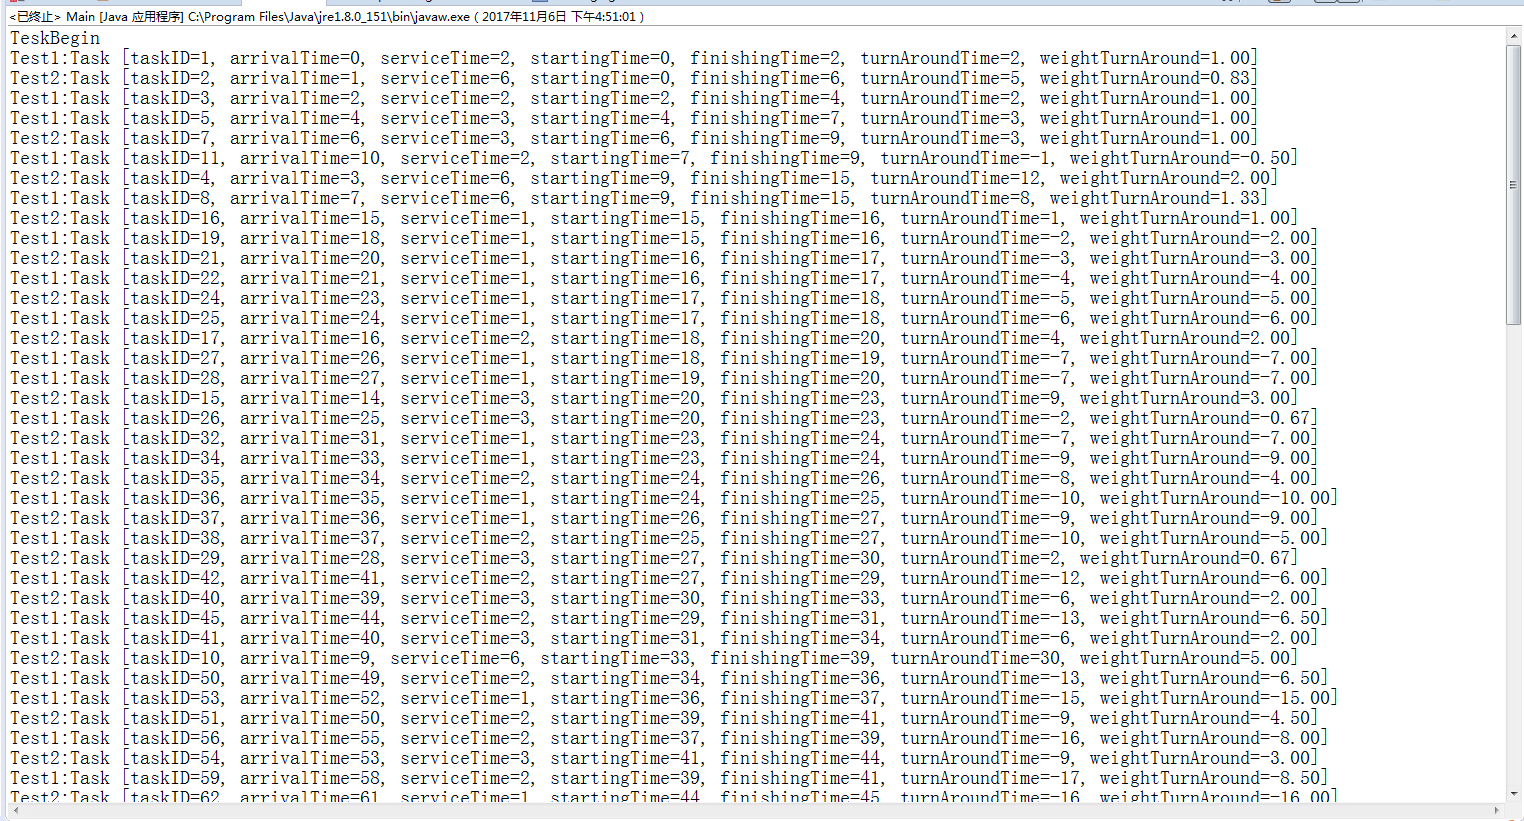 <已终止> Main [Java 应用程序] C:\Program Files\Java\jre1.8.0_151\bin\javaw.exe ( 2017年11月6日 下午4:51:01 )
TeskBegin
Test1:Task [taskID=1, arrivalTime=0, serviceTime=2, startingTime=0, finishingTime=2, turnAroundTime=2, weightTurnAround=1.00]
Test2:Task [taskID=2, arrivalTime=1, serviceTime=6, startingTime=0, finishingTime=6, turnAroundTime=5, weightTurnAround=0.83]
Test1:Task [taskID=3, arrivalTime=2, serviceTime=2, startingTime=2, finishingTime=4, turnAroundTime=2, weightTurnAround=1.00]
Test1:Task [taskID=5, arrivalTime=4, serviceTime=3, startingTime=4, finishingTime=7, turnAroundTime=3, weightTurnAround=1.00]
Test2:Task [taskID=7, arrivalTime=6, serviceTime=3, startingTime=6, finishingTime=9, turnAroundTime=3, weightTurnAround=1.00]
Test1:Task [taskID=11, arrivalTime=10, serviceTime=2, startingTime=7, finishingTime=9, turnAroundTime=-1, weightTurnAround=-0.50]
Test2:Task [taskID=4, arrivalTime=3, serviceTime=6, startingTime=9, finishingTime=15, turnAroundTime=12, weightTurnAround=2.00]
Test1:Task [taskID=8, arrivalTime=7, serviceTime=6, startingTime=9, finishingTime=15, turnAroundTime=8, weightTurnAround=1.33]
Test2:Task [taskID=16, arrivalTime=15, serviceTime=1, startingTime=15, finishingTime=16, turnAroundTime=1, weightTurnAround=1.00]
Test1:Task [taskID=19, arrivalTime=18, serviceTime=1, startingTime=15, finishingTime=16, turnAroundTime=-2, weightTurnAround=-2.00]
Test2:Task [taskID=21, arrivalTime=20, serviceTime=1, startingTime=16, finishingTime=17, turnAroundTime=-3, weightTurnAround=-3.00]
Test1:Task [taskID=22, arrivalTime=21, serviceTime=1, startingTime=16, finishingTime=17, turnAroundTime=-4, weightTurnAround=-4.00]
Test2:Task [taskID=24, arrivalTime=23, serviceTime=1, startingTime=17, finishingTime=18, turnAroundTime=-5, weightTurnAround=-5.00]
Test1:Task [taskID=25, arrivalTime=24, serviceTime=1, startingTime=17, finishingTime=18, turnAroundTime=-6, weightTurnAround=-6.00]
Test2:Task [taskID=17, arrivalTime=16, serviceTime=2, startingTime=18, finishingTime=20, turnAroundTime=4, weightTurnAround=2.00]
Test1:Task [taskID=27, arrivalTime=26, serviceTime=1, startingTime=18, finishingTime=19, turnAroundTime=-7, weightTurnAround=-7.00]
Test1:Task [taskID=28, arrivalTime=27, serviceTime=1, startingTime=19, finishingTime=20, turnAroundTime=-7, weightTurnAround=-7.00]
Test2:Task [taskID=15, arrivalTime=14, serviceTime=3, startingTime=20, finishingTime=23, turnAroundTime=9, weightTurnAround=3.00]
Test1:Task [taskID=26, arrivalTime=25, serviceTime=3, startingTime=20, finishingTime=23, turnAroundTime=-2, weightTurnAround=-0.67]
Test2:Task [taskID=32, arrivalTime=31, serviceTime=1, startingTime=23, finishingTime=24, turnAroundTime=-7, weightTurnAround=-7.00]
Test1:Task [taskID=34, arrivalTime=33, serviceTime=1, startingTime=23, finishingTime=24, turnAroundTime=-9, weightTurnAround=-9.00]
Test2:Task [taskID=35, arrivalTime=34, serviceTime=2, startingTime=24, finishingTime=26, turnAroundTime=-8, weightTurnAround=-4.00]
Test1:Task [taskID=36, arrivalTime=35, serviceTime=1, startingTime=24, finishingTime=25, turnAroundTime=-10, weightTurnAround=-10.00]
Test2:Task [taskID=37, arrivalTime=36, serviceTime=1, startingTime=26, finishingTime=27, turnAroundTime=-9, weightTurnAround=-9.00]
Test1:Task [taskID=38, arrivalTime=37, serviceTime=2, startingTime=25, finishingTime=27, turnAroundTime=-10, weightTurnAround=-5.00]
Test2:Task [taskID=29, arrivalTime=28, serviceTime=3, startingTime=27, finishingTime=30, turnAroundTime=2, weightTurnAround=0.67]
Test1:Task [taskID=42, arrivalTime=41, serviceTime=2, startingTime=27, finishingTime=29, turnAroundTime=-12, weightTurnAround=-6.00]
Test2:Task [taskID=40, arrivalTime=39, serviceTime=3, startingTime=30, finishingTime=33, turnAroundTime=-6, weightTurnAround=-2.00]
Test1:Task [taskID=45, arrivalTime=44, serviceTime=2, startingTime=29, finishingTime=31, turnAroundTime=-13, weightTurnAround=-6.50]
Test1:Task [taskID=41, arrivalTime=40, serviceTime=3, startingTime=31, finishingTime=34, turnAroundTime=-6, weightTurnAround=-2.00]
Test2:Task [taskID=10, arrivalTime=9, serviceTime=6, startingTime=33, finishingTime=39, turnAroundTime=30, weightTurnAround=5.00]
Test1:Task [taskID=50, arrivalTime=49, serviceTime=2, startingTime=34, finishingTime=36, turnAroundTime=-13, weightTurnAround=-6.50]
Test1:Task [taskID=53, arrivalTime=52, serviceTime=1, startingTime=36, finishingTime=37, turnAroundTime=-15, weightTurnAround=-15.00]
Test2:Task [taskID=51, arrivalTime=50, serviceTime=2, startingTime=39, finishingTime=41, turnAroundTime=-9, weightTurnAround=-4.50]
Test1:Task [taskID=56, arrivalTime=55, serviceTime=2, startingTime=37, finishingTime=39, turnAroundTime=-16, weightTurnAround=-8.00]
Test2:Task [taskID=54, arrivalTime=53, serviceTime=3, startingTime=41, finishingTime=44, turnAroundTime=-9, weightTurnAround=-3.00]
Test1:Task [taskID=59, arrivalTime=58, serviceTime=2, startingTime=39, finishingTime=41, turnAroundTime=-17, weightTurnAround=-8.50]
Test2:Task [taskID=62, arrivalTime=61, serviceTime=1, startingTime=44, finishingTime=45, turnAroundTime=-16, weightTurnAround=-16.00]